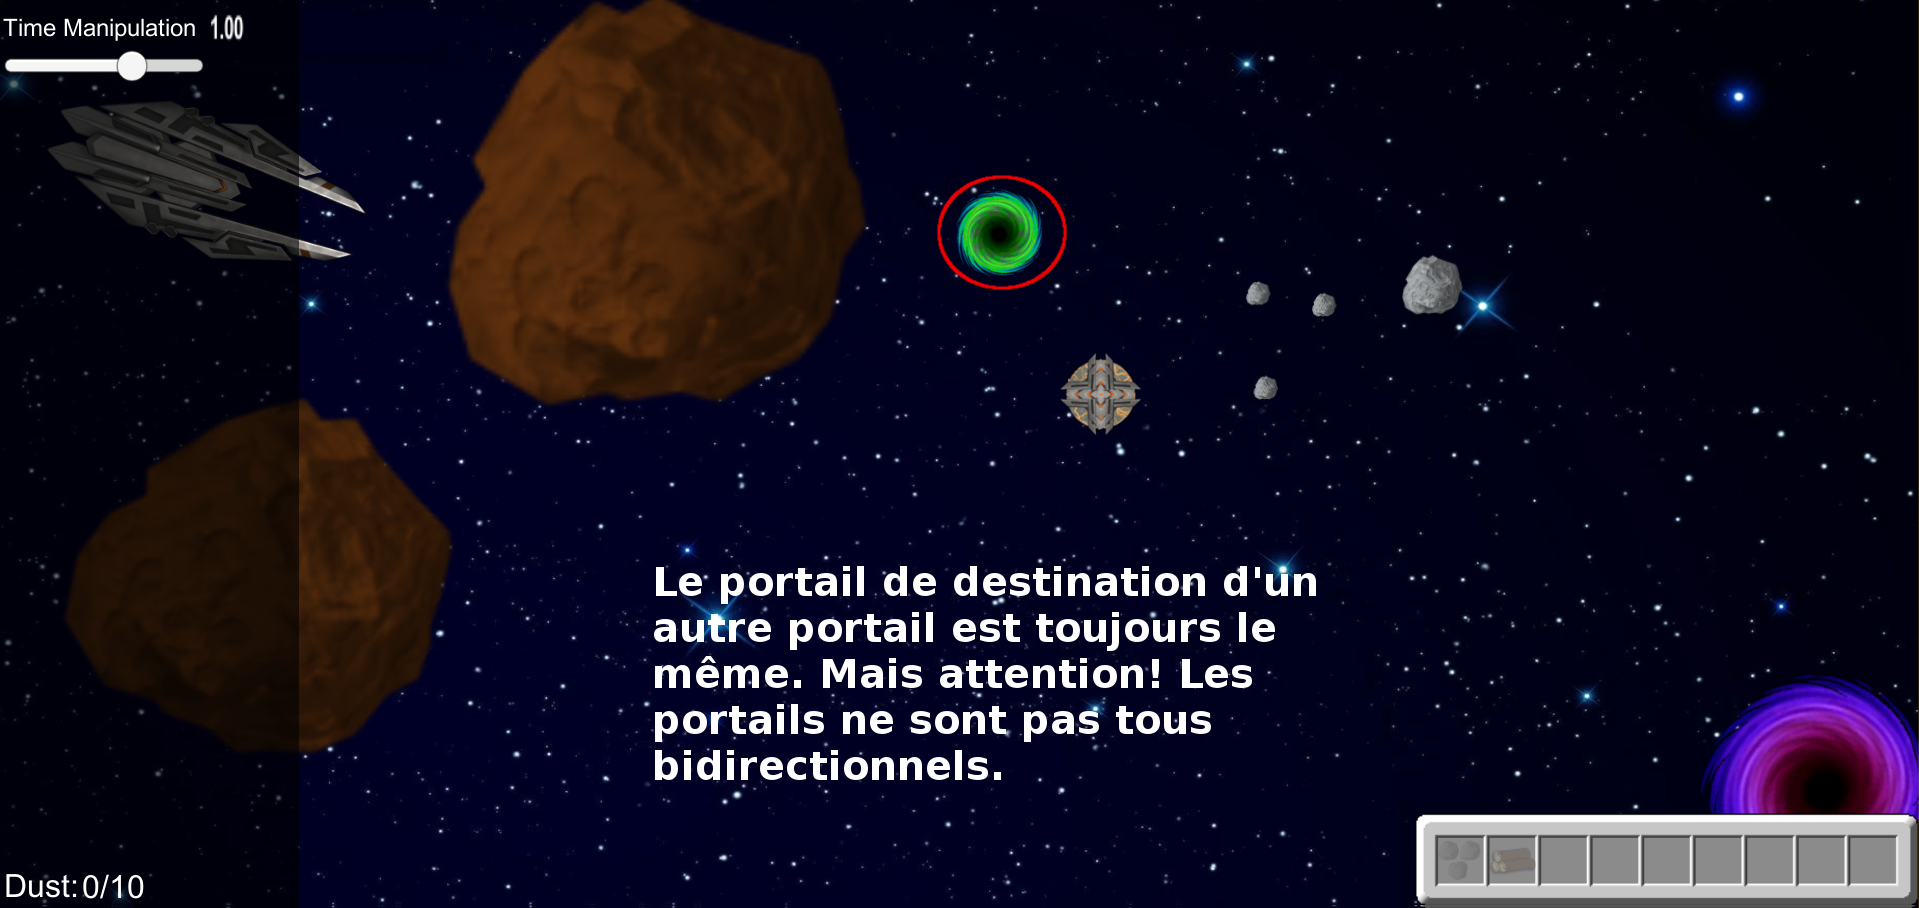 Time Manipulation 1.00
Le portail de destination d'un
autre portail est toujours le
même. Mais attention! Les
portails ne sont pas tous
bidirectionnels.
Dust: 0/10